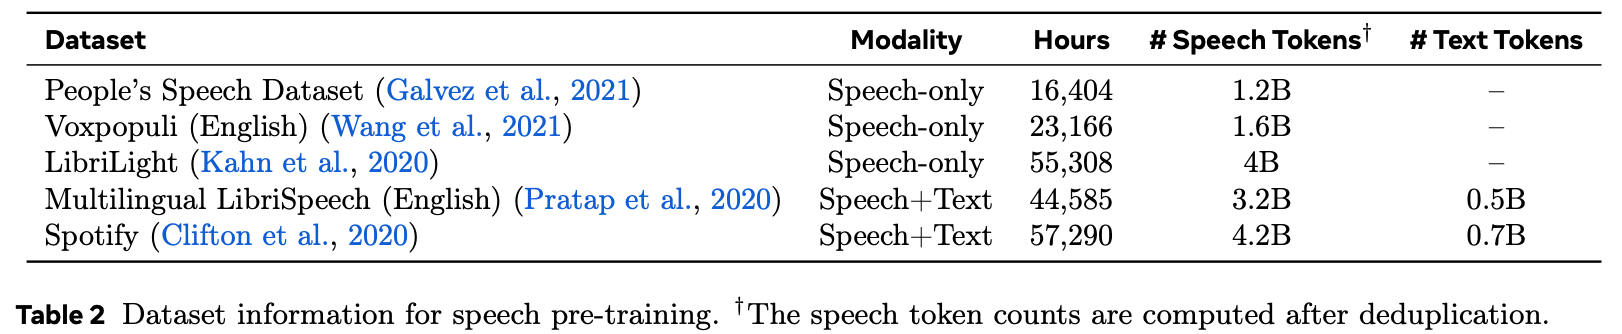 Dataset Modality Hours # Speech Tokens† # Text Tokens
People's Speech Dataset (Galvez et al., 2021) Speech-only 16,404 1.2B –
Voxpopuli (English) (Wang et al., 2021) Speech-only 23,166 1.6B –
LibriLight (Kahn et al., 2020) Speech-only 55,308 4B –
Multilingual LibriSpeech (English) (Pratap et al., 2020) Speech+Text 44,585 3.2B 0.5B
Spotify (Clifton et al., 2020) Speech+Text 57,290 4.2B 0.7B
Table 2 Dataset information for speech pre-training. †The speech token counts are computed after deduplication.